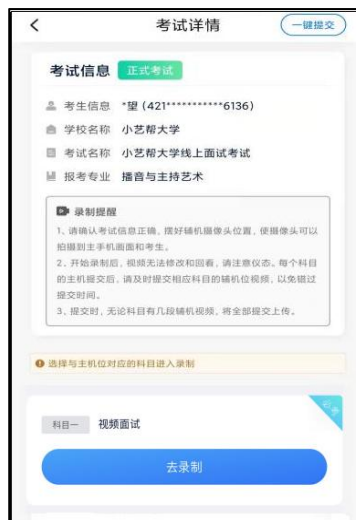 考试详情
一键提交
考试信息 正式考试
考生信息 *望 (421***********6136)
学校名称 小艺帮大学
考试名称 小艺帮大学线上面试考试
报考专业 播音与主持艺术
录制提醒
1、请确认考试信息正确，摆好辅机摄像头位置，使摄像头可以
拍摄到主手机画面和考生。
2、开始录制后，视频无法修改和回看，请注意仪态。每个科目
的主机提交后，请及时提交相应科目的辅机位视频，以免错过
提交时间。
3、提交时，无论科目有几段辅机视频，将全部提交上传。
选择与主机位对应的科目进入录制
科目一 视频面试
去录制